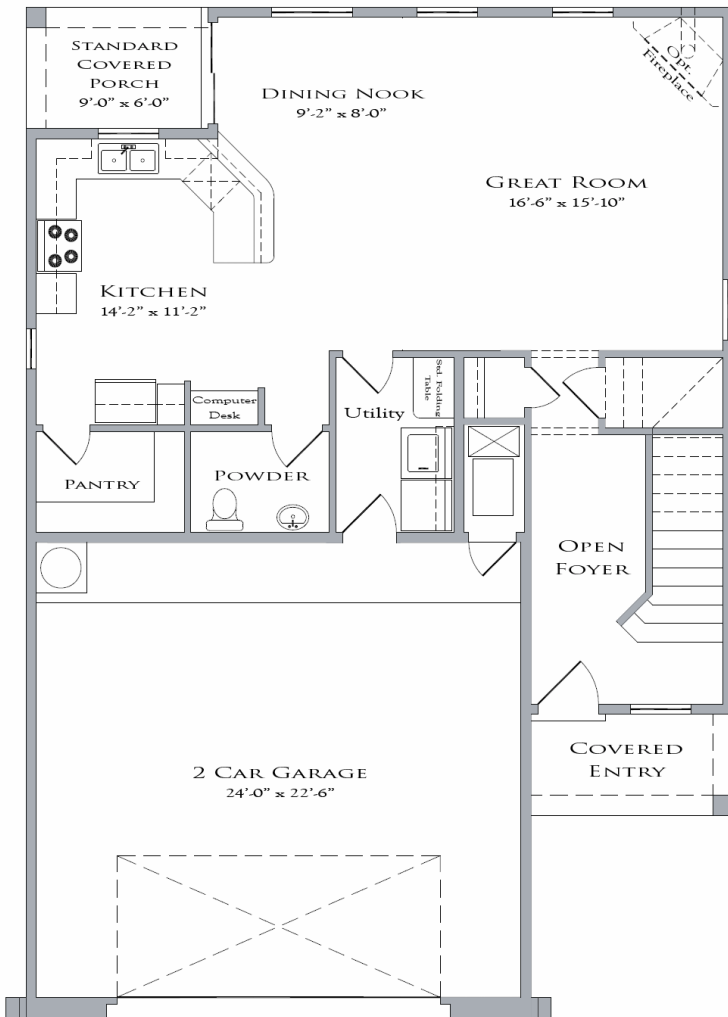 STANDARD
COVERED
PORCH
9'-0" x 6'-0"
DINING NOOK
9'-2" x 8'-0"
Opt.
Fireplace
GREAT ROOM
16'-6" x 15'-10"
KITCHEN
14'-2" x 11'-2"
Computer
Desk
Utility
Std. Folding
Table
PANTRY
POWDER
OPEN
FOYER
2 CAR GARAGE
24'-0" x 22'-6"
COVERED
ENTRY